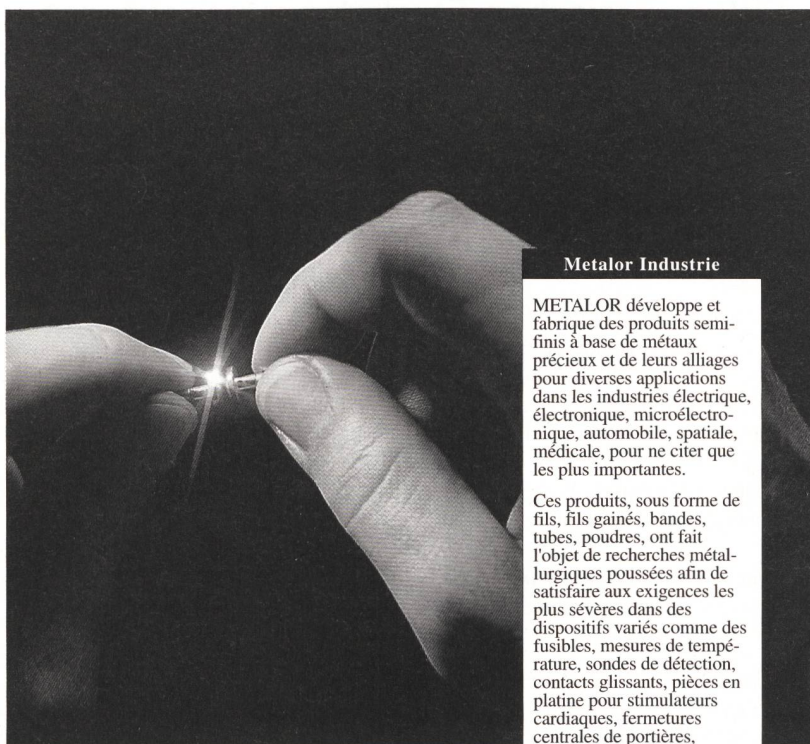 Metalor Industrie
METALOR développe et
fabrique des produits semi-
finis à base de métaux
précieux et de leurs alliages
pour diverses applications
dans les industries électrique,
électronique, microélectro-
nique, automobile, spatiale,
médicale, pour ne citer que
les plus importantes.
Ces produits, sous forme de
fils, fils gainés, bandes,
tubes, poudres, ont fait
l'objet de recherches métal-
lurgiques poussées afin de
satisfaire aux exigences les
plus sévères dans des
dispositifs variés comme des
fusibles, mesures de tempé-
rature, sondes de détection,
contacts glissants, pièces en
platine pour stimulateurs
cardiaques, fermetures
centrales de portières,